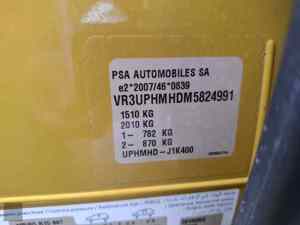 PSA AUTOMOBILES SA
e2*2007/46*0639
VR3UPHMHDM5824991
1510 KG
2010 KG
1- 762 KG
2- 870 KG
UPHMHD-J1K400